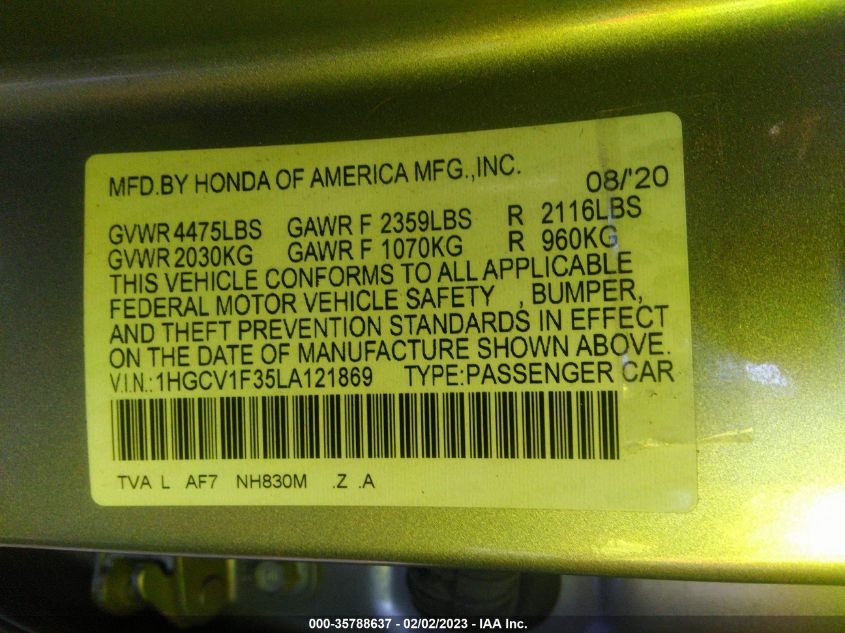 MFD.BY HONDA OF AMERICA MFG.,INC. 08/'20
GVWR 4475LBS GAWR F 2359LBS R 2116LBS
GVWR 2030KG GAWR F 1070KG R 960KG
THIS VEHICLE CONFORMS TO ALL APPLICABLE
FEDERAL MOTOR VEHICLE SAFETY , BUMPER,
AND THEFT PREVENTION STANDARDS IN EFFECT
ON THE DATE OF MANUFACTURE SHOWN ABOVE.
V.I.N.:1HGCV1F35LA121869 TYPE:PASSENGER CAR
TVA L AF7 NH830M .Z .A
000-35788637 - 02/02/2023 - IAA Inc.